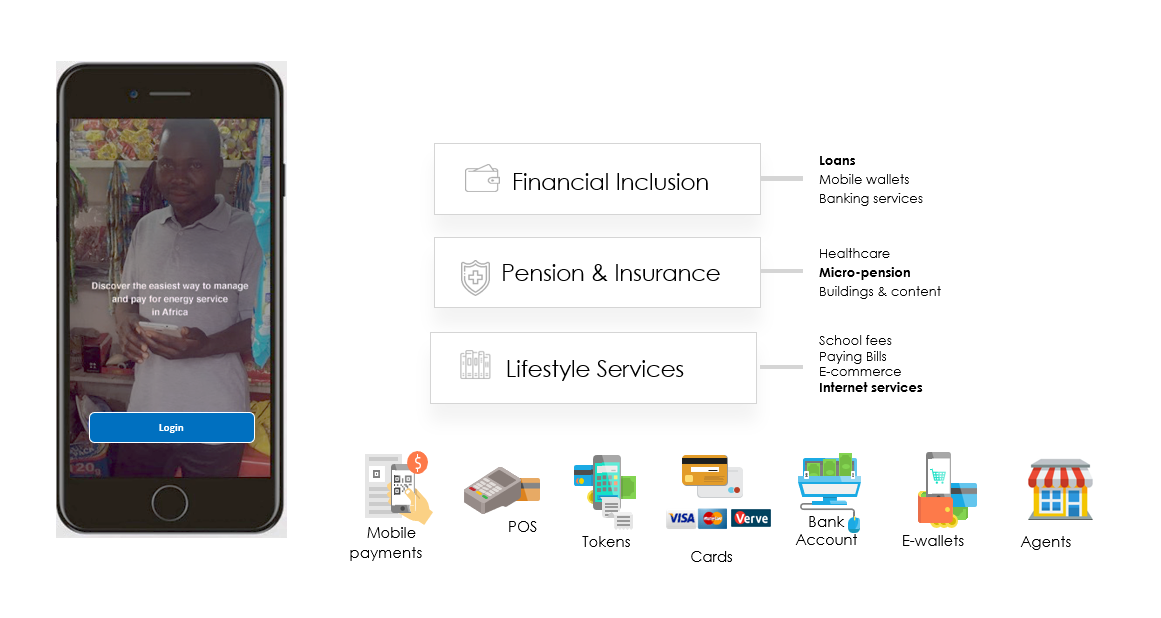 Discover the easiest way to manage
and pay for energy service
in Africa
Login
Financial Inclusion
Loans
Mobile wallets
Banking services
Pension & Insurance
Healthcare
Micro-pension
Buildings & content
Lifestyle Services
School fees
Paying Bills
E-commerce
Internet services
$
Mobile
payments
POS
Tokens
VISA
MasterCard
Verve
Cards
Bank
Account
E-wallets
Agents
120g